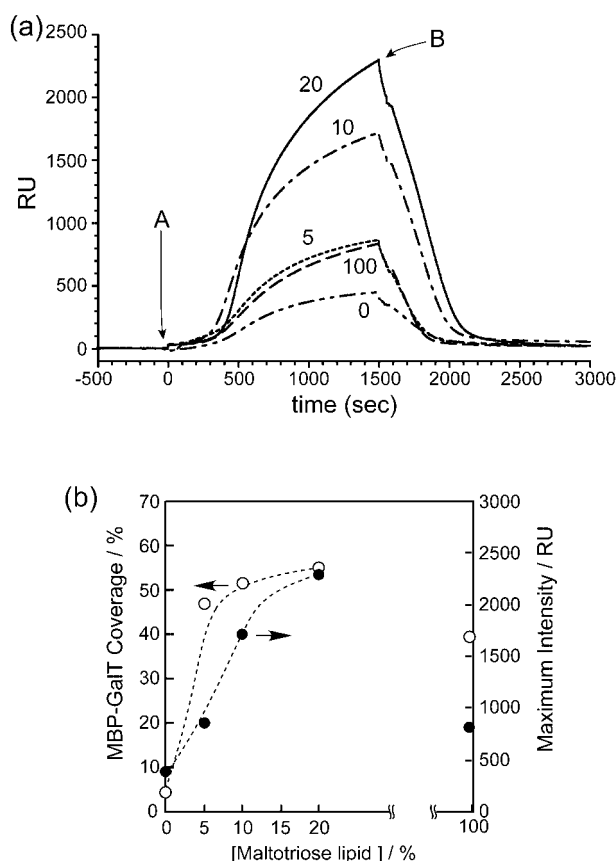 (a)
2500
2000
1500
1000
500
0
RU
A
B
20
10
5
100
0
-500 0 500 1000 1500 2000 2500 3000
time (sec)
(b)
70
60
50
40
30
20
10
0
MBP-GalT Coverage / %
3000
2500
2000
1500
1000
500
0
Maximum Intensity / RU
0 5 10 15 20 100
[Maltotriose lipid ] / %